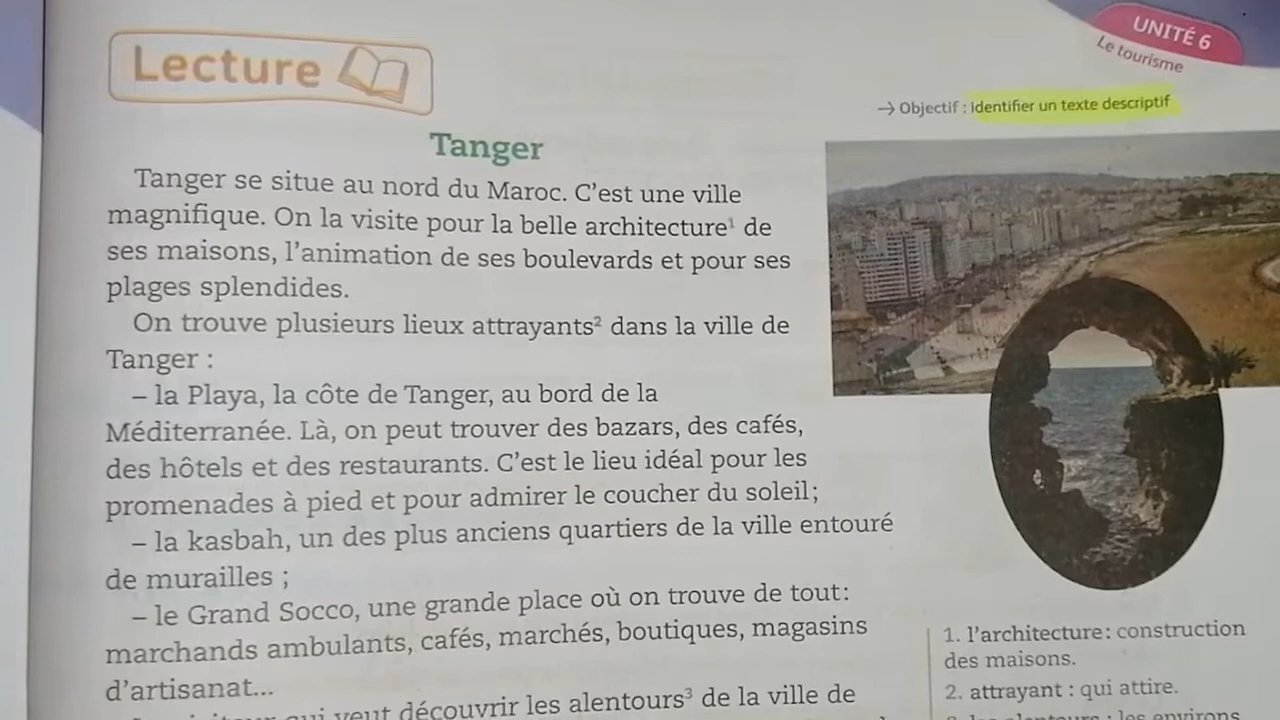 Lecture
UNITÉ 6
Le tourisme
→ Objectif : Identifier un texte descriptif
Tanger
Tanger se situe au nord du Maroc. C'est une ville
magnifique. On la visite pour la belle architecture¹ de
ses maisons, l'animation de ses boulevards et pour ses
plages splendides.
On trouve plusieurs lieux attrayants² dans la ville de
Tanger :
– la Playa, la côte de Tanger, au bord de la
Méditerranée. Là, on peut trouver des bazars, des cafés,
des hôtels et des restaurants. C'est le lieu idéal pour les
promenades à pied et pour admirer le coucher du soleil;
– la kasbah, un des plus anciens quartiers de la ville entouré
de murailles ;
– le Grand Socco, une grande place où on trouve de tout:
marchands ambulants, cafés, marchés, boutiques, magasins
d'artisanat...
qui veut découvrir les alentours³ de la ville de
1. l'architecture: construction
des maisons.
2. attrayant : qui attire.
les alentours : les environs